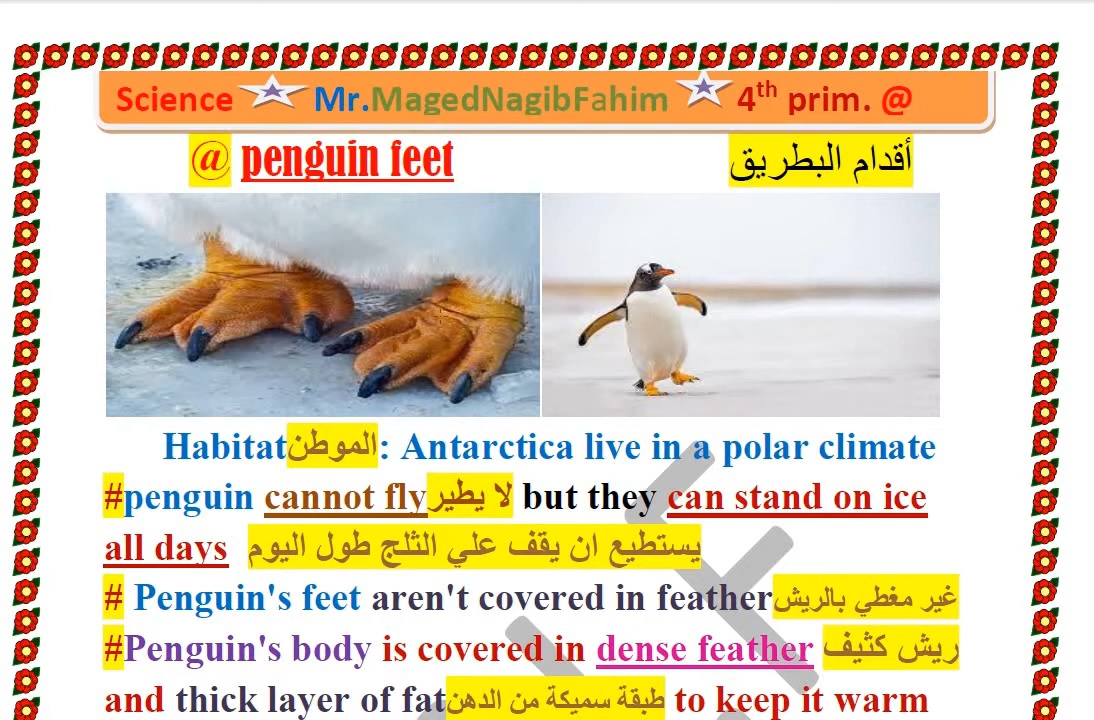 Science Mr.MagedNagibFahim 4th prim. @
@ penguin feet أقدام البطريق
Habitatالموطن: Antarctica live in a polar climate
#penguin cannot flyلا يطير but they can stand on ice
all days يستطيع ان يقف علي الثلج طول اليوم
# Penguin's feet aren't covered in featherغير مغطي بالريش
#Penguin's body is covered in dense feather ريش كثيف
and thick layer of fatطبقة سميكة من الدهن to keep it warm